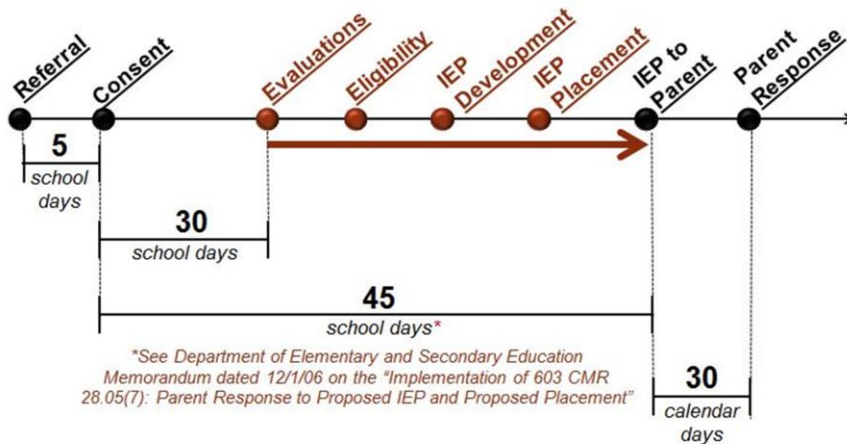 Referral
Consent
Evaluations
Eligibility
IEP
Development
IEP
Placement
IEP to
Parent
Parent
Response
5
school
days
30
school days
45
school days*
*See Department of Elementary and Secondary Education
Memorandum dated 12/1/06 on the “Implementation of 603 CMR
28.05(7): Parent Response to Proposed IEP and Proposed Placement”
30
calendar
days